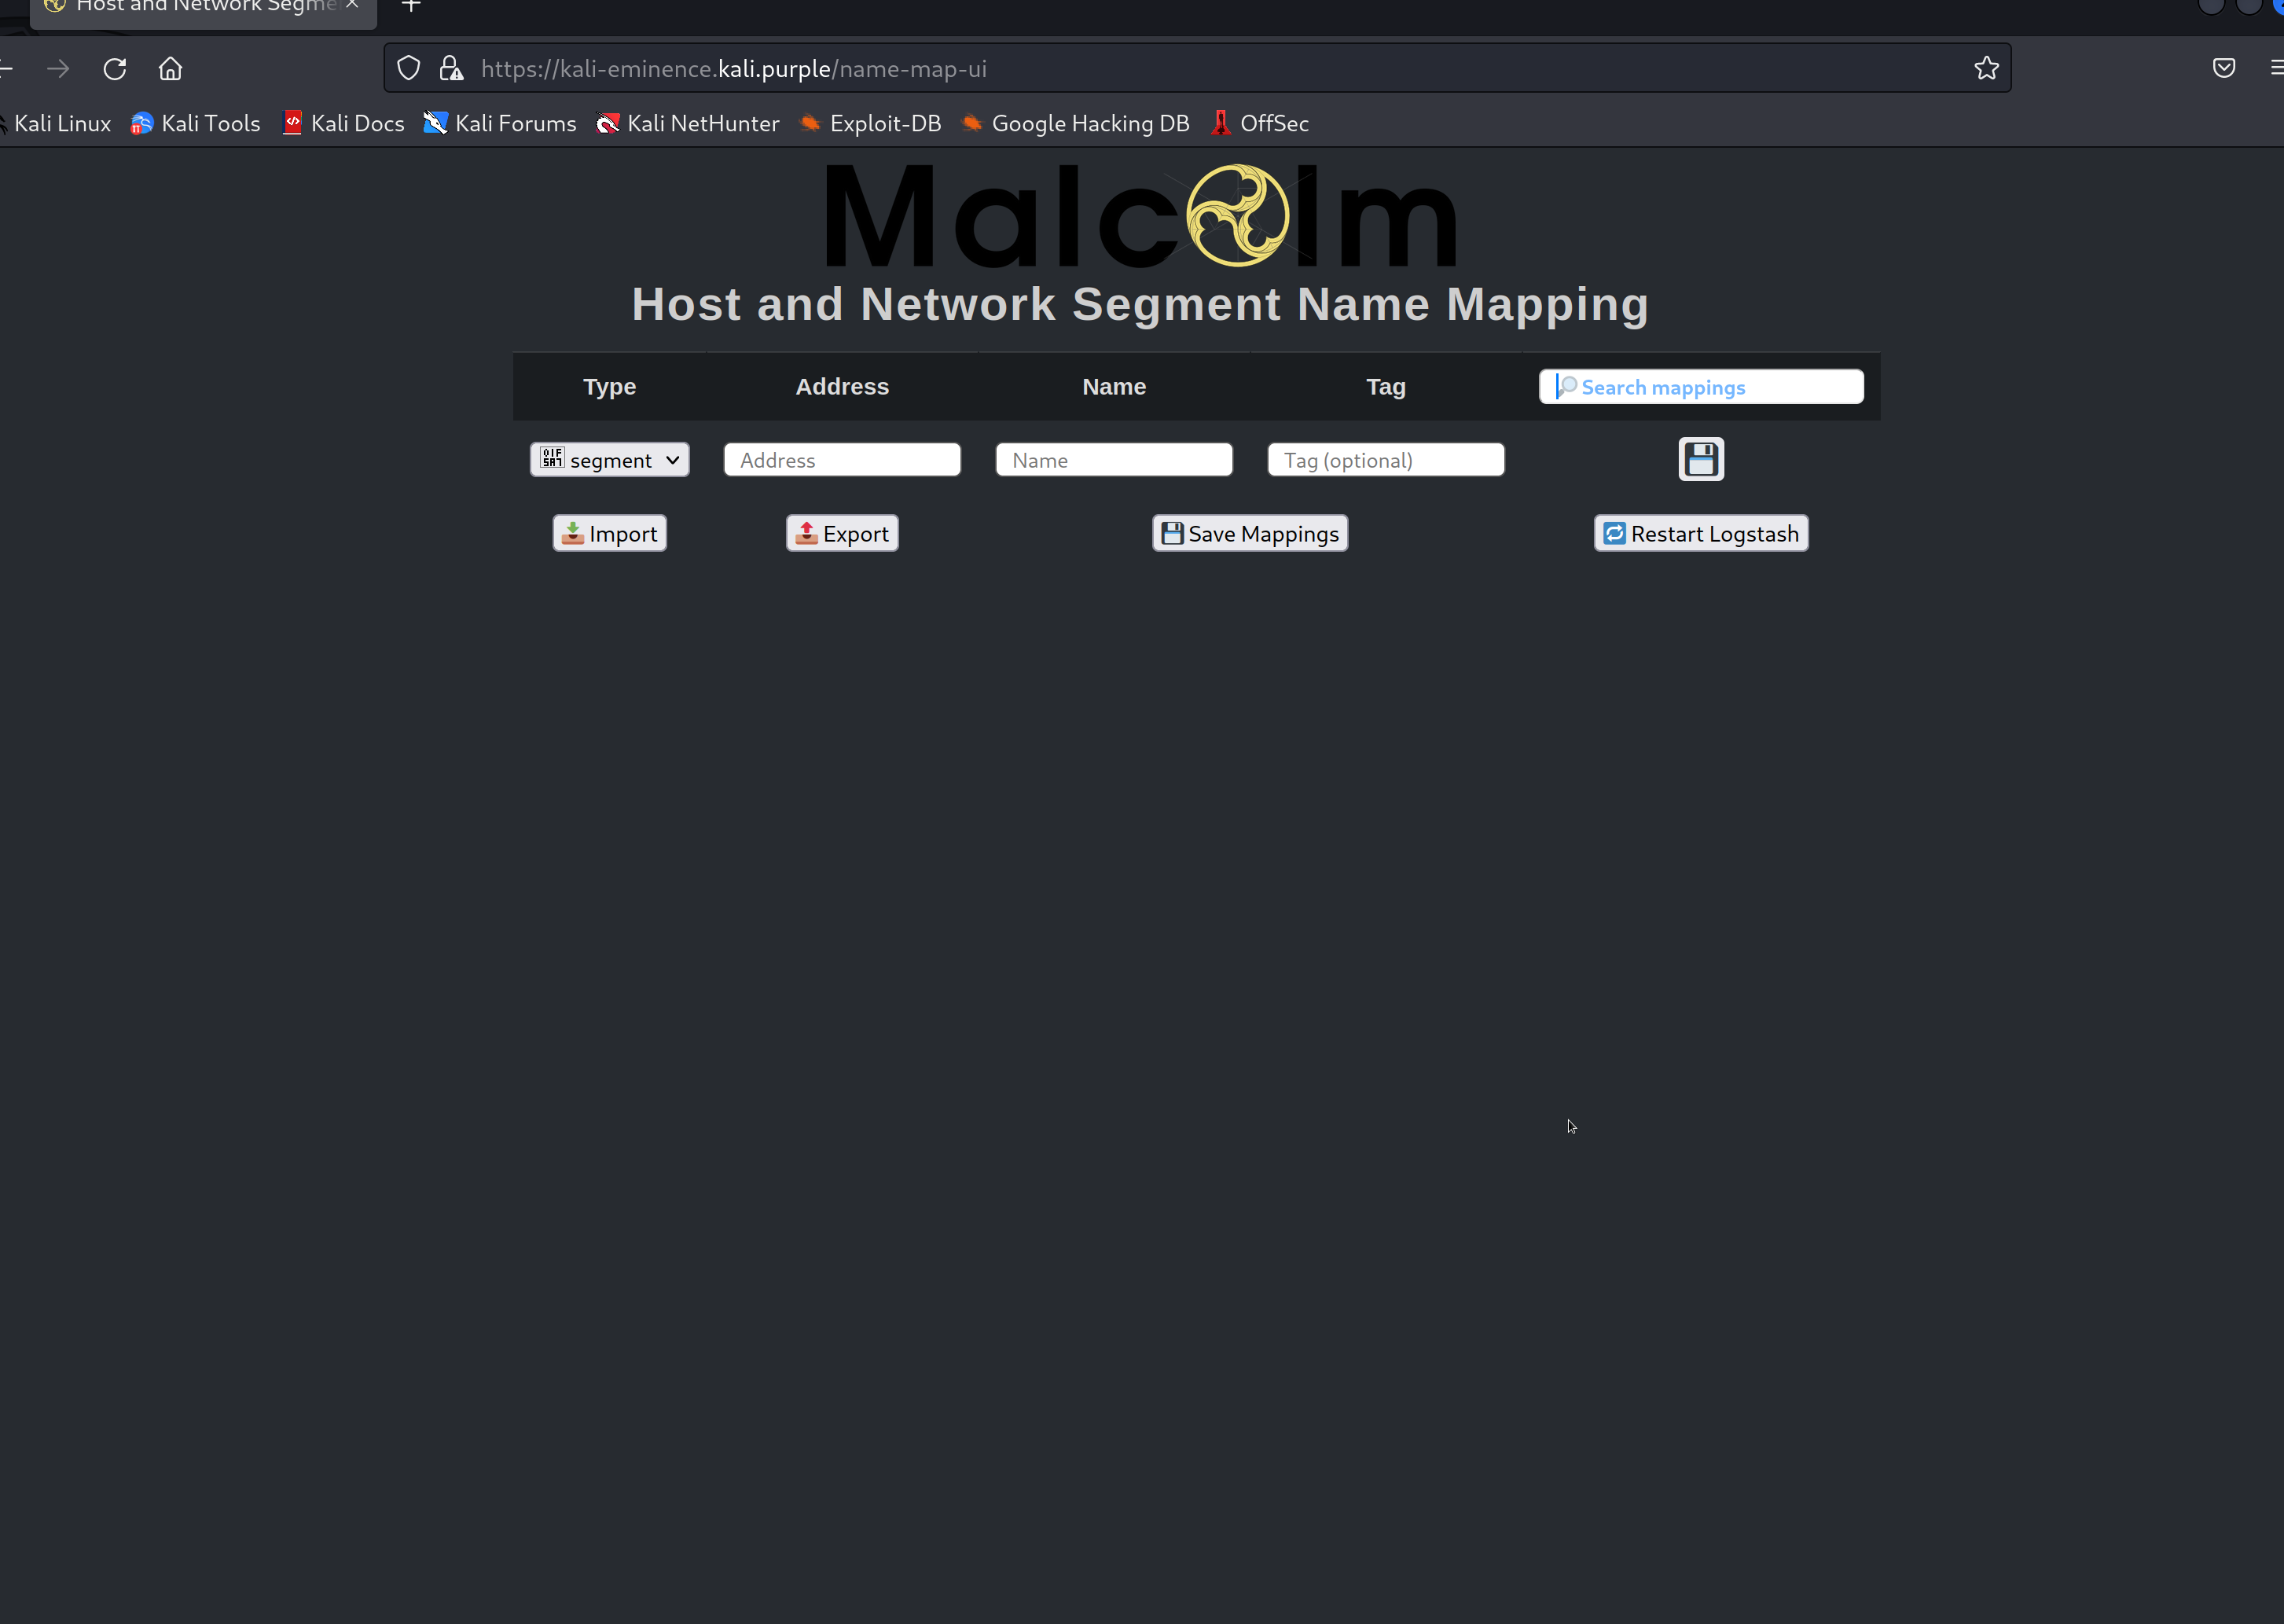 Host and Network Segme
https://kali-eminence.kali.purple/name-map-ui
Kali Linux Kali Tools Kali Docs Kali Forums Kali NetHunter Exploit-DB Google Hacking DB OffSec
Malcolm
Host and Network Segment Name Mapping
Type Address Name Tag Search mappings
segment Address Name Tag (optional)
Import Export Save Mappings Restart Logstash